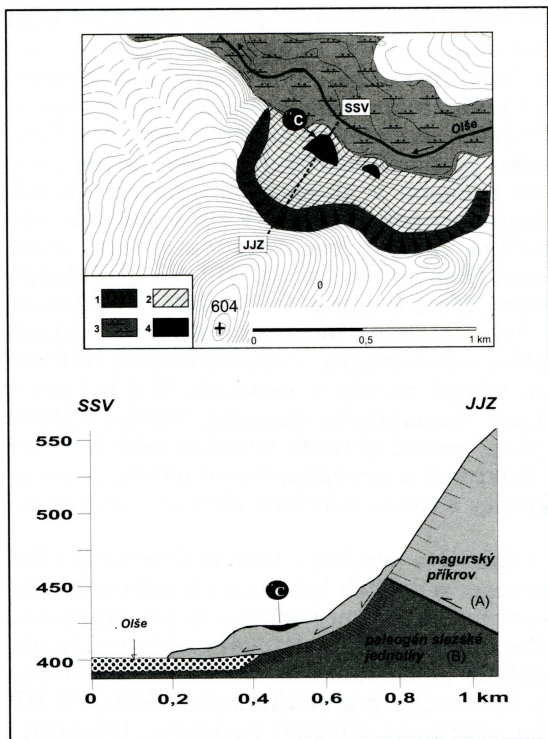 SSV
C
Olše
JJZ
1 2
3 4
604
0 0,5 1 km
SSV JJZ
550
500
450
400
C
Olše
magurský
příkrov
(A)
paleogén slezské
jednotky (B)
0 0,2 0,4 0,6 0,8 1 km